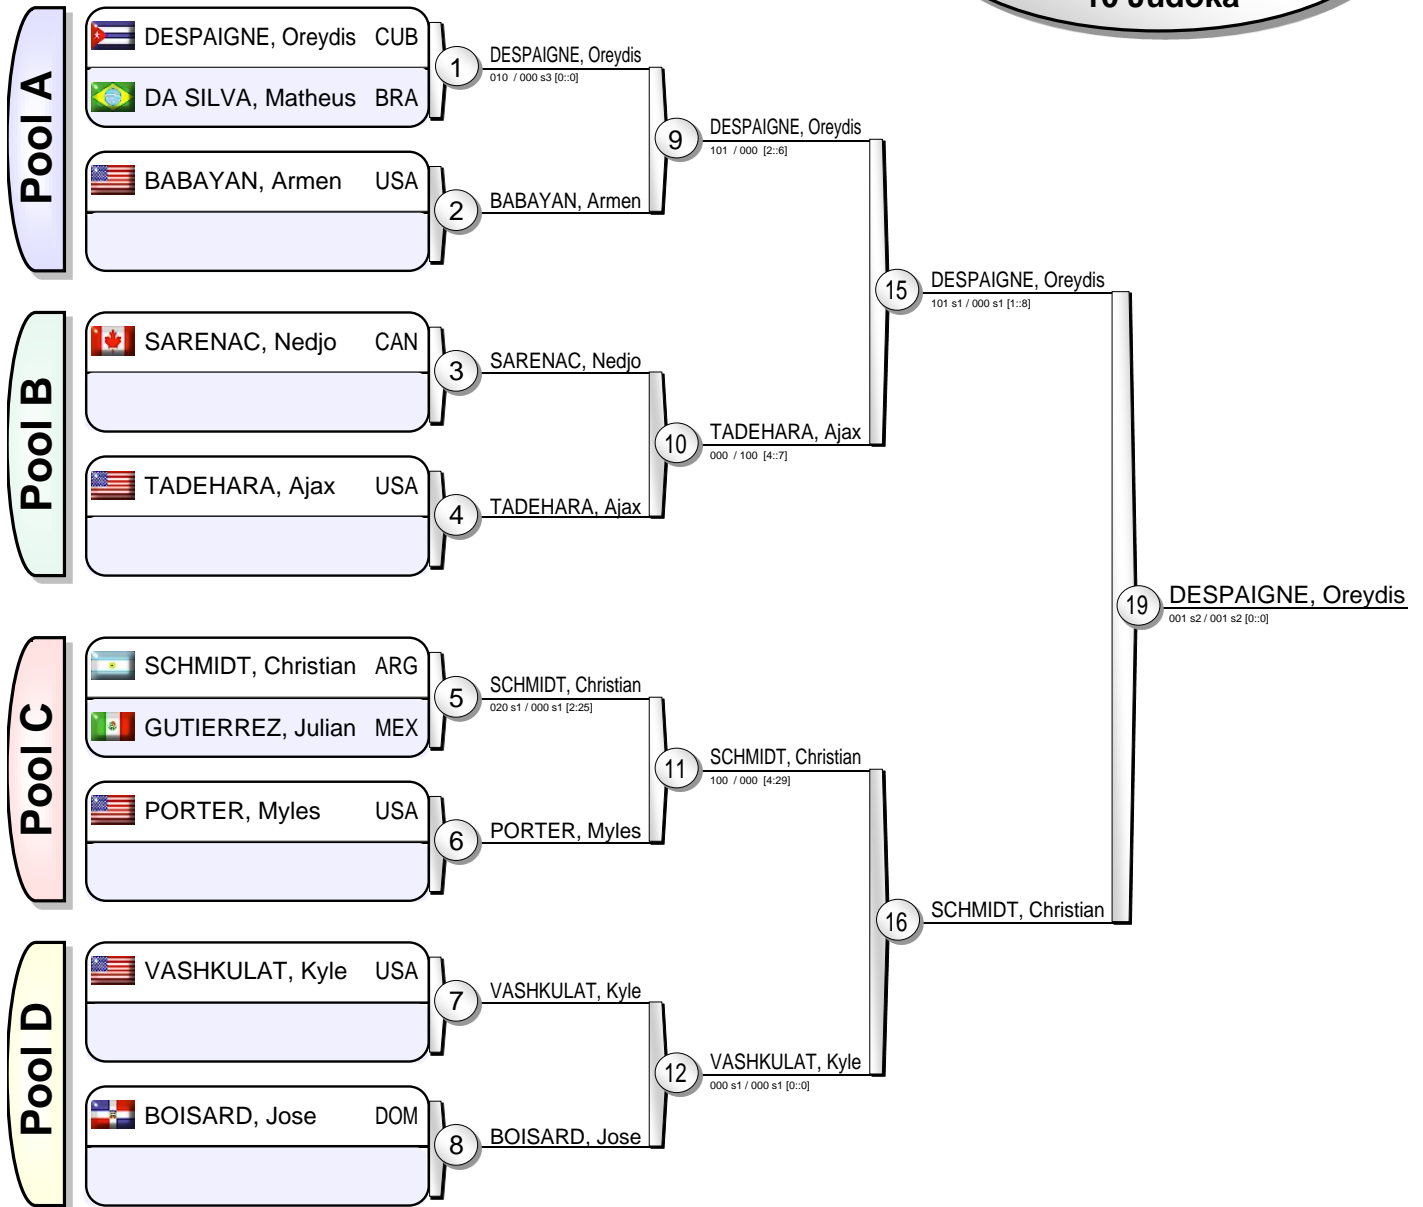 10 Judoka
Pool A
DESPAIGNE, Oreydis CUB
DA SILVA, Matheus BRA
BABAYAN, Armen USA
1
DESPAIGNE, Oreydis
010 / 000 s3 [0::0]
2
BABAYAN, Armen
9
DESPAIGNE, Oreydis
101 / 000 [2::6]
Pool B
SARENAC, Nedjo CAN
TADEHARA, Ajax USA
3
SARENAC, Nedjo
4
TADEHARA, Ajax
10
TADEHARA, Ajax
000 / 100 [4::7]
15
DESPAIGNE, Oreydis
101 s1 / 000 s1 [1::8]
Pool C
SCHMIDT, Christian ARG
GUTIERREZ, Julian MEX
PORTER, Myles USA
5
SCHMIDT, Christian
020 s1 / 000 s1 [2:25]
6
PORTER, Myles
11
SCHMIDT, Christian
100 / 000 [4:29]
Pool D
VASHKULAT, Kyle USA
BOISARD, Jose DOM
7
VASHKULAT, Kyle
8
BOISARD, Jose
12
VASHKULAT, Kyle
000 s1 / 000 s1 [0::0]
16
SCHMIDT, Christian
19
DESPAIGNE, Oreydis
001 s2 / 001 s2 [0::0]